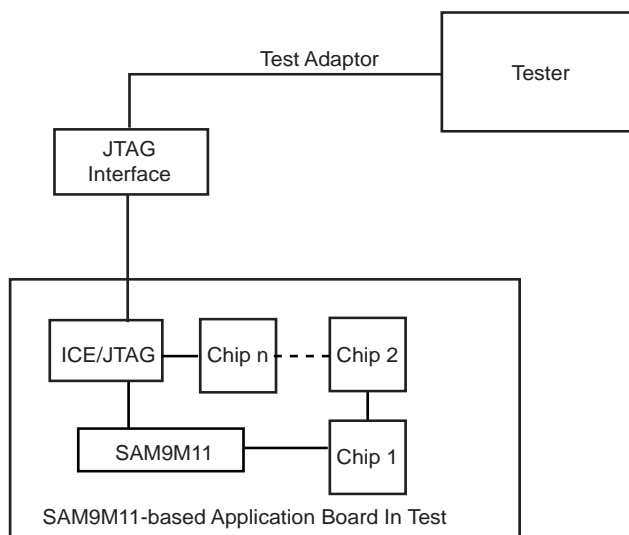 Test Adaptor
Tester
JTAG
Interface
ICE/JTAG
Chip n
Chip 2
SAM9M11
Chip 1
SAM9M11-based Application Board In Test